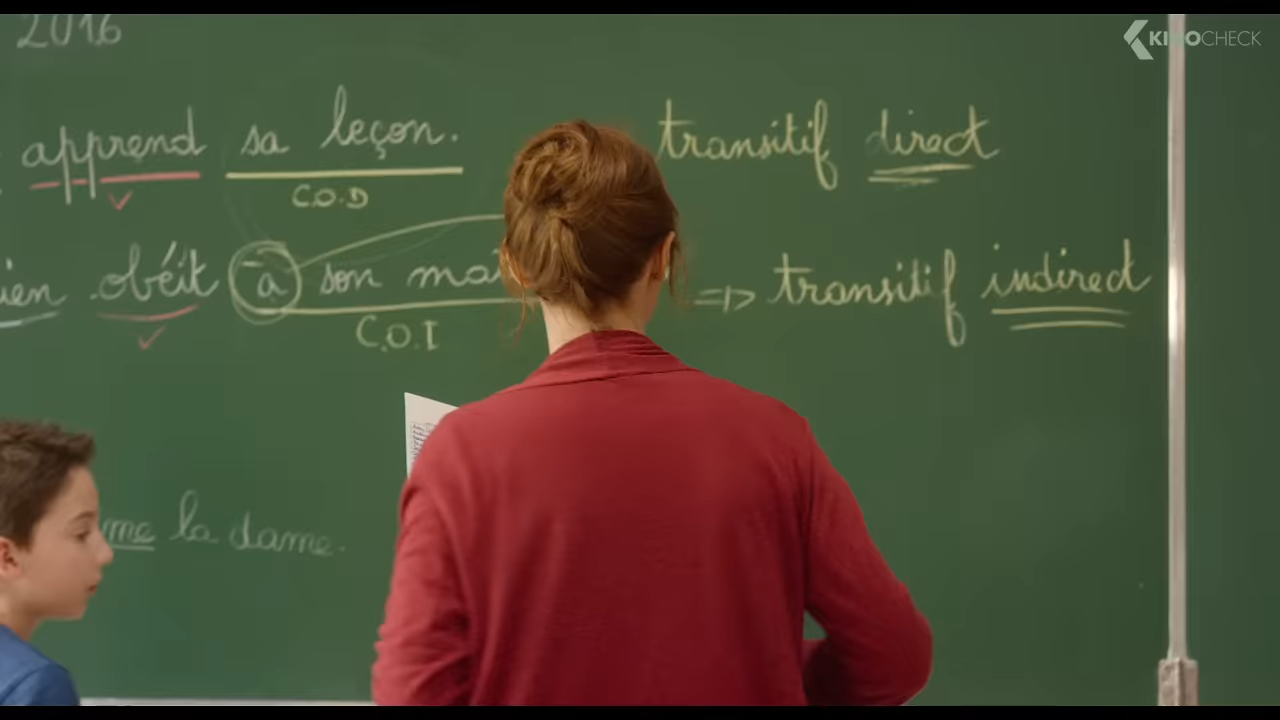 2016
KINOCHECK
apprend sa leçon. transitif direct
C.O.D
obéit à son => transitif indirect
C.O.I
la dame.